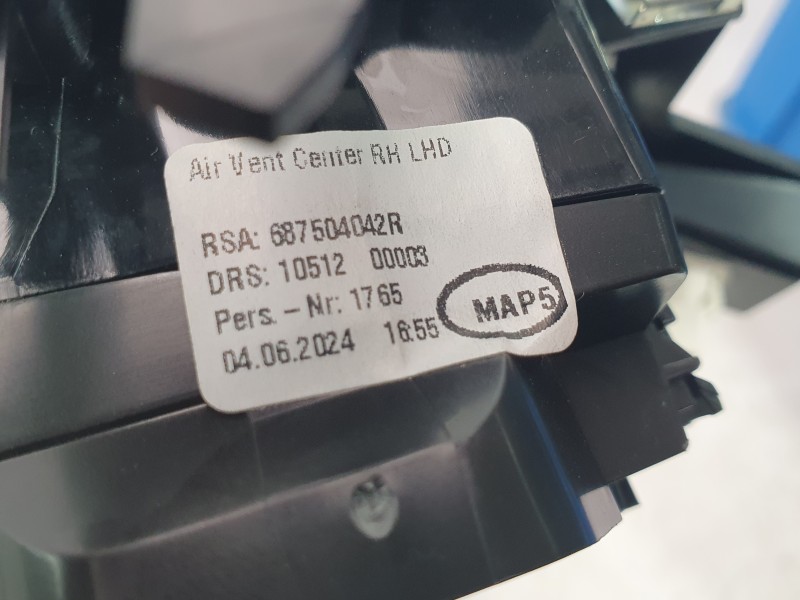 Air Vent Center RH LHD
RSA: 687504042R
DRS: 10512 00003
Pers. - Nr: 1765
04.06.2024 16:55
MAP5